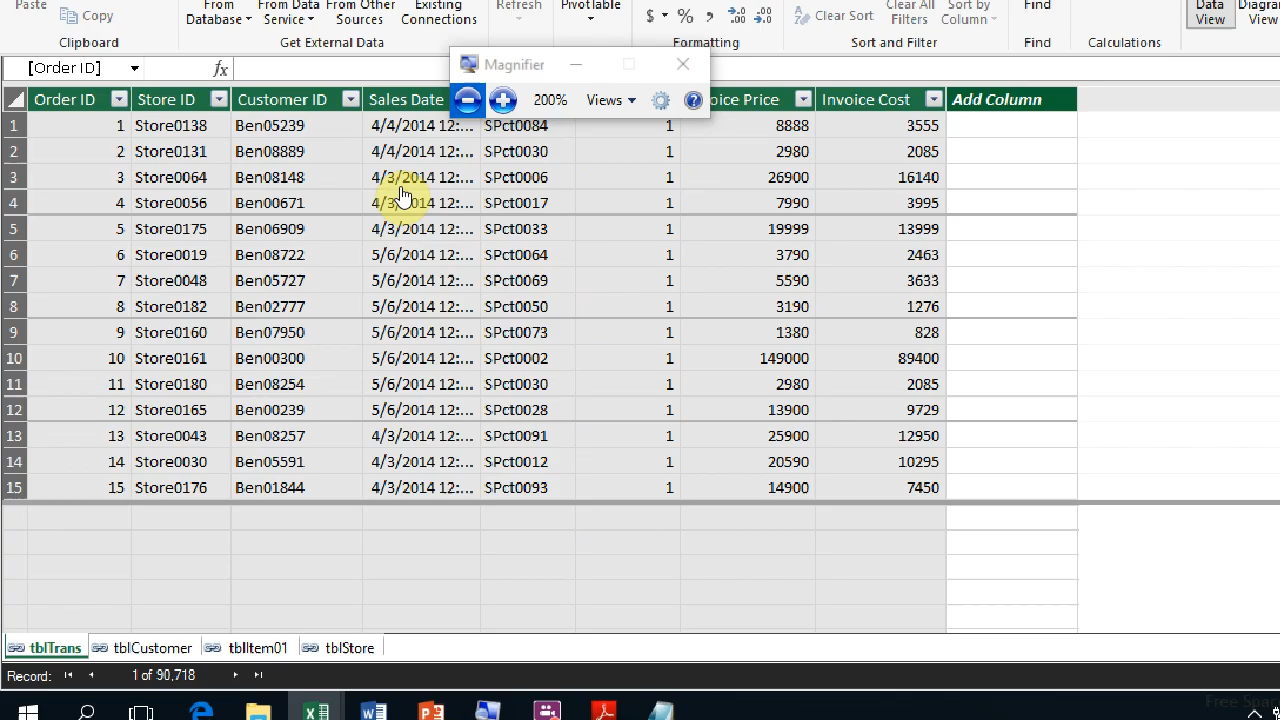 Paste Copy
From Database
From Data Service
From Other Sources
Existing Connections
Refresh
PivotTable
$ % ,
Clear Sort
Clear All Filters
Sort by Column
Find
Data View
View
Clipboard Get External Data Formatting Sort and Filter Find Calculations
[Order ID] fx
Magnifier
200% Views
Order ID Store ID Customer ID Sales Date Price Invoice Cost Add Column
1 1 Store0138 Ben05239 4/4/2014 12:... SPct0084 1 8888 3555
2 2 Store0131 Ben08889 4/4/2014 12:... SPct0030 1 2980 2085
3 3 Store0064 Ben08148 4/3/2014 12:... SPct0006 1 26900 16140
4 4 Store0056 Ben00671 4/3/2014 12:... SPct0017 1 7990 3995
5 5 Store0175 Ben06909 4/3/2014 12:... SPct0033 1 19999 13999
6 6 Store0019 Ben08722 5/6/2014 12:... SPct0064 1 3790 2463
7 7 Store0048 Ben05727 5/6/2014 12:... SPct0069 1 5590 3633
8 8 Store0182 Ben02777 5/6/2014 12:... SPct0050 1 3190 1276
9 9 Store0160 Ben07950 5/6/2014 12:... SPct0073 1 1380 828
10 10 Store0161 Ben00300 5/6/2014 12:... SPct0002 1 149000 89400
11 11 Store0180 Ben08254 5/6/2014 12:... SPct0030 1 2980 2085
12 12 Store0165 Ben00239 5/6/2014 12:... SPct0028 1 13900 9729
13 13 Store0043 Ben08257 4/3/2014 12:... SPct0091 1 25900 12950
14 14 Store0030 Ben05591 4/3/2014 12:... SPct0012 1 20590 10295
15 15 Store0176 Ben01844 4/3/2014 12:... SPct0093 1 14900 7450
tblTrans tblCustomer tblItem01 tblStore
Record: 1 of 90,718